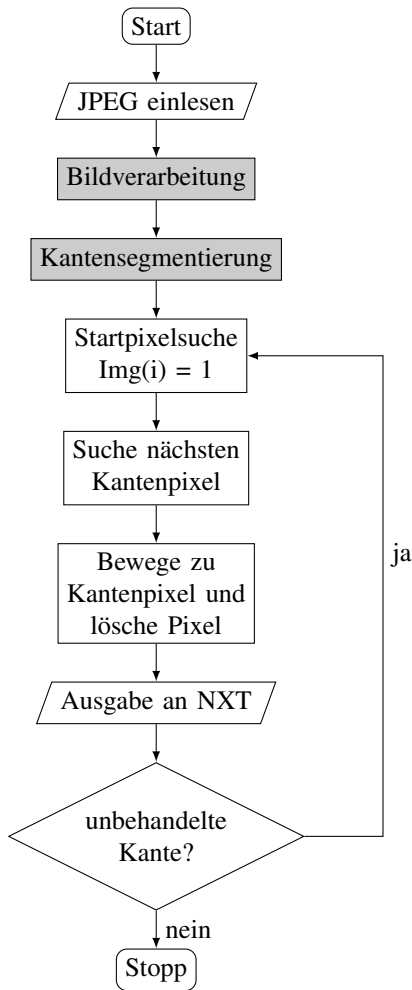 Start
JPEG einlesen
Bildverarbeitung
Kantensegmentierung
Startpixelsuche
Img(i) = 1
Suche nächsten
Kantenpixel
Bewege zu
Kantenpixel und
lösche Pixel
Ausgabe an NXT
unbehandelte
Kante?
ja
nein
Stopp